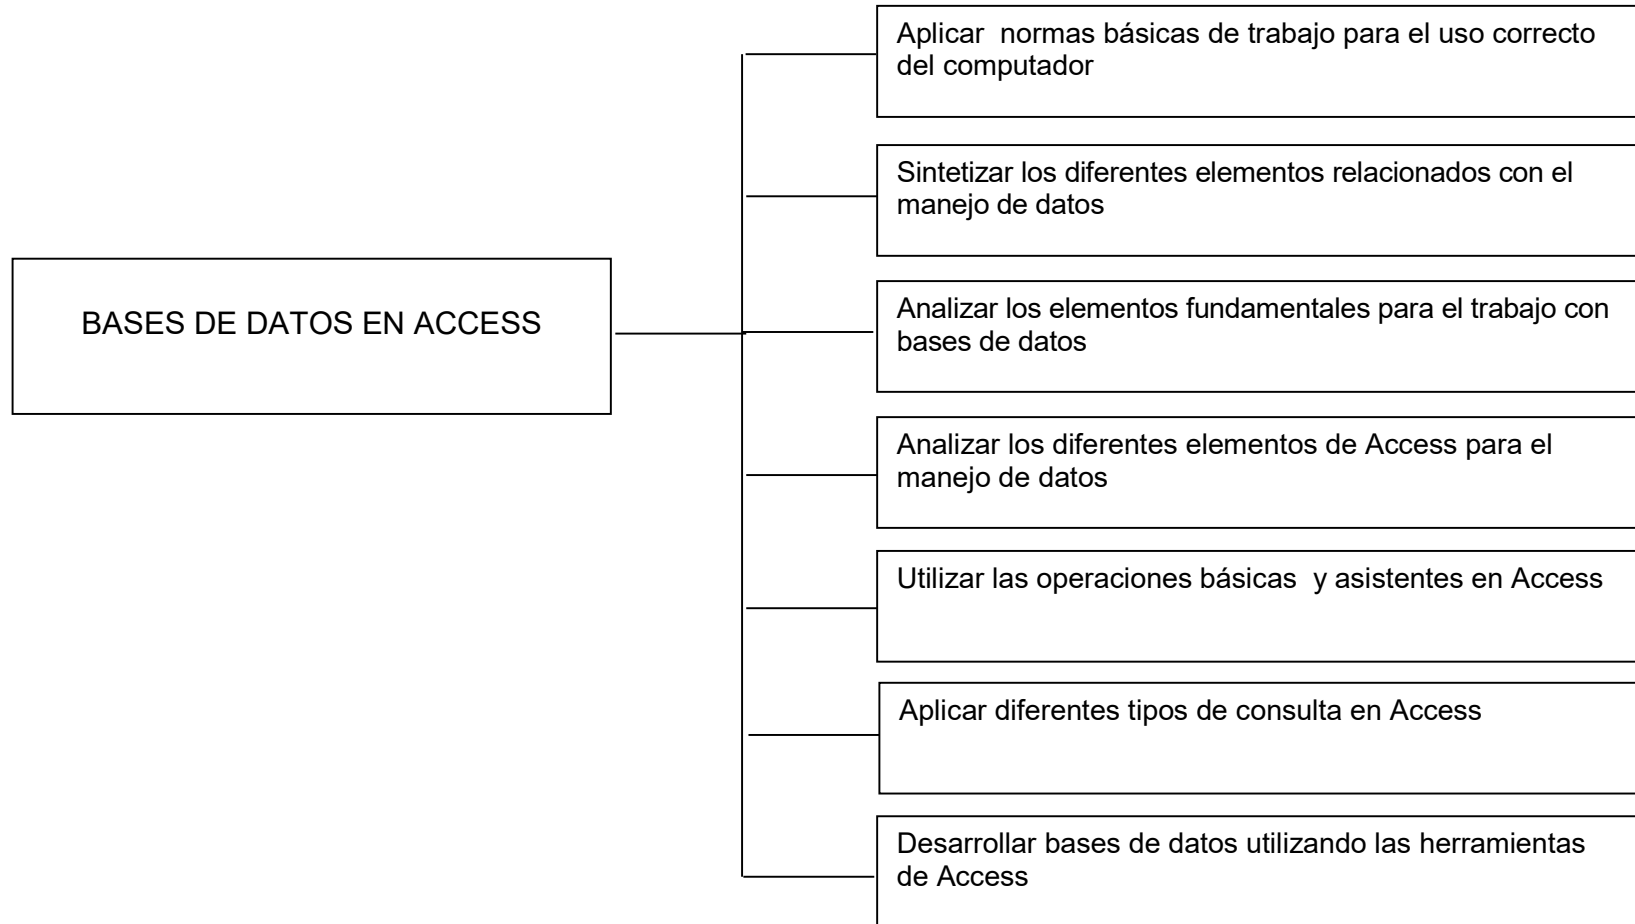 BASES DE DATOS EN ACCESS
Aplicar  normas básicas de trabajo para el uso correcto
del computador
Sintetizar los diferentes elementos relacionados con el
manejo de datos
Analizar los elementos fundamentales para el trabajo con
bases de datos
Analizar los diferentes elementos de Access para el
manejo de datos
Utilizar las operaciones básicas  y asistentes en Access
Aplicar diferentes tipos de consulta en Access
Desarrollar bases de datos utilizando las herramientas
de Access